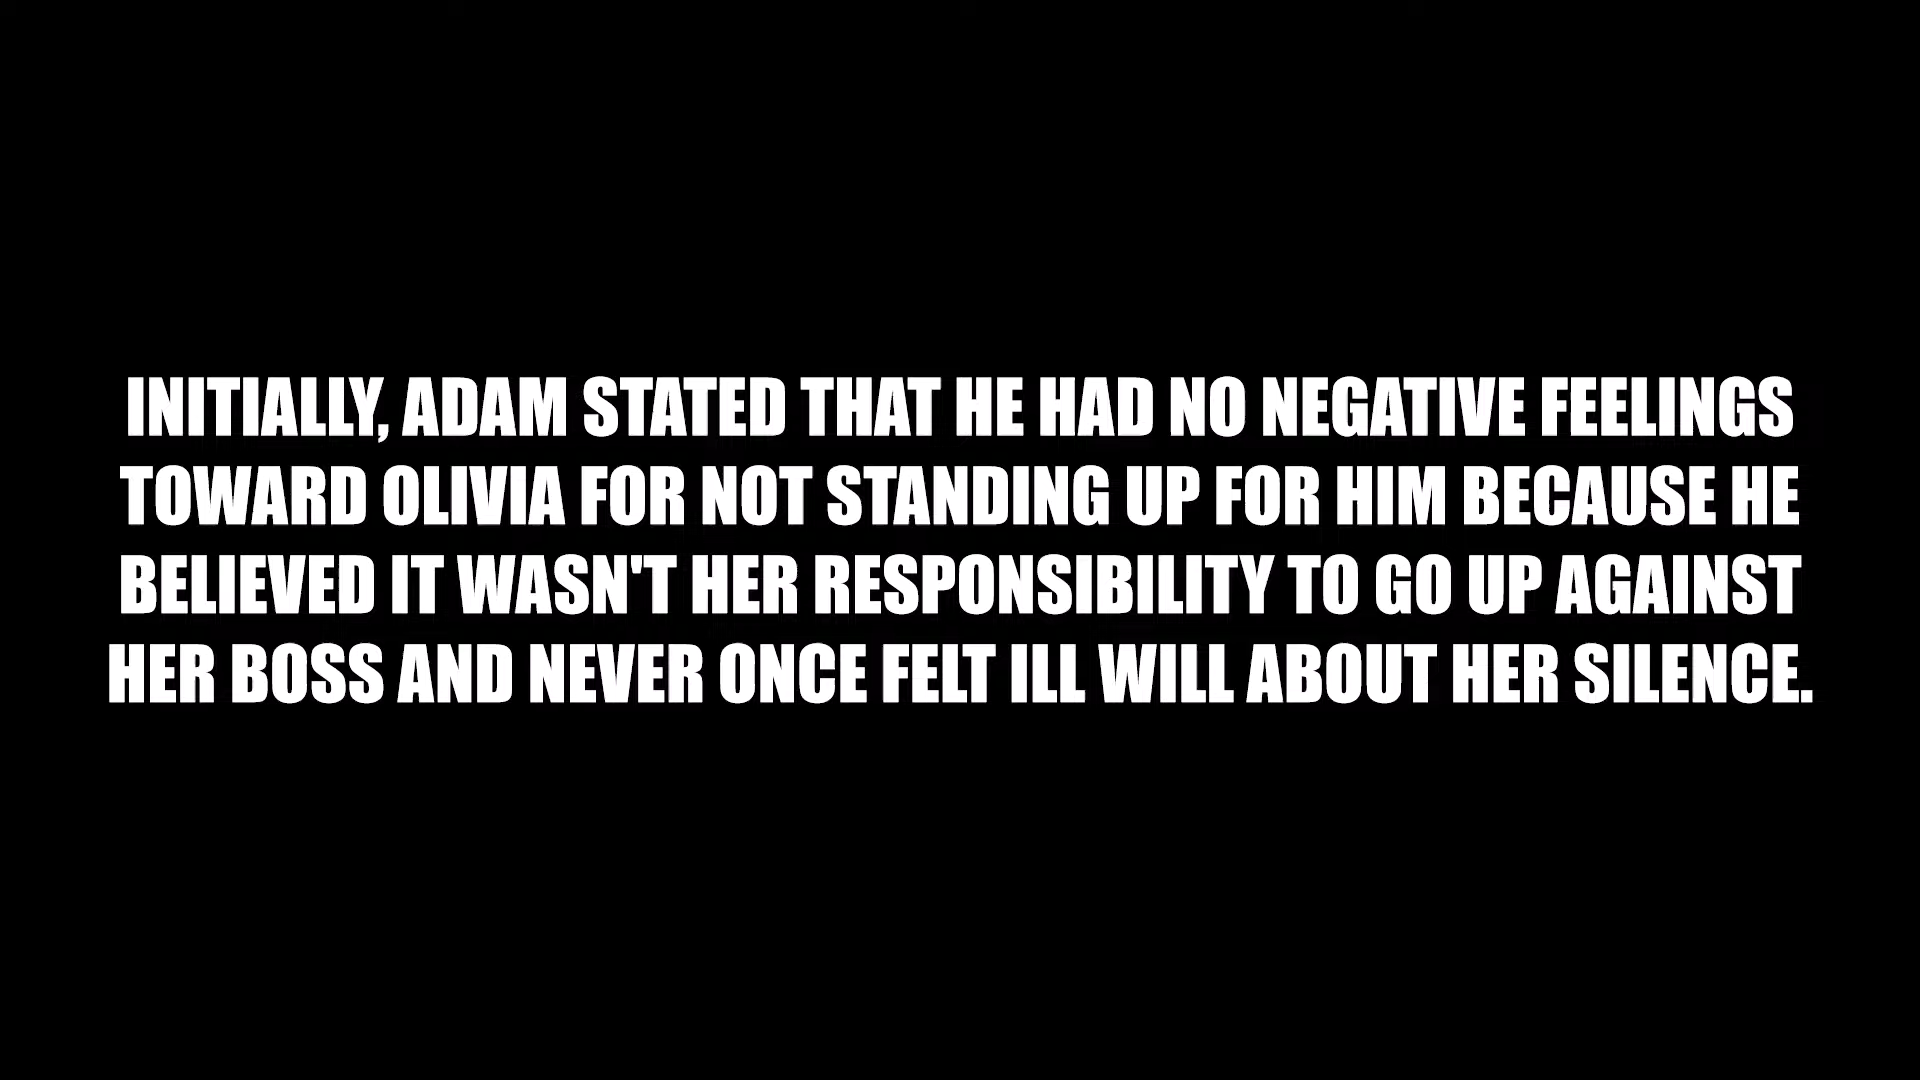 INITIALLY, ADAM STATED THAT HE HAD NO NEGATIVE FEELINGS
TOWARD OLIVIA FOR NOT STANDING UP FOR HIM BECAUSE HE
BELIEVED IT WASN'T HER RESPONSIBILITY TO GO UP AGAINST
HER BOSS AND NEVER ONCE FELT ILL WILL ABOUT HER SILENCE.